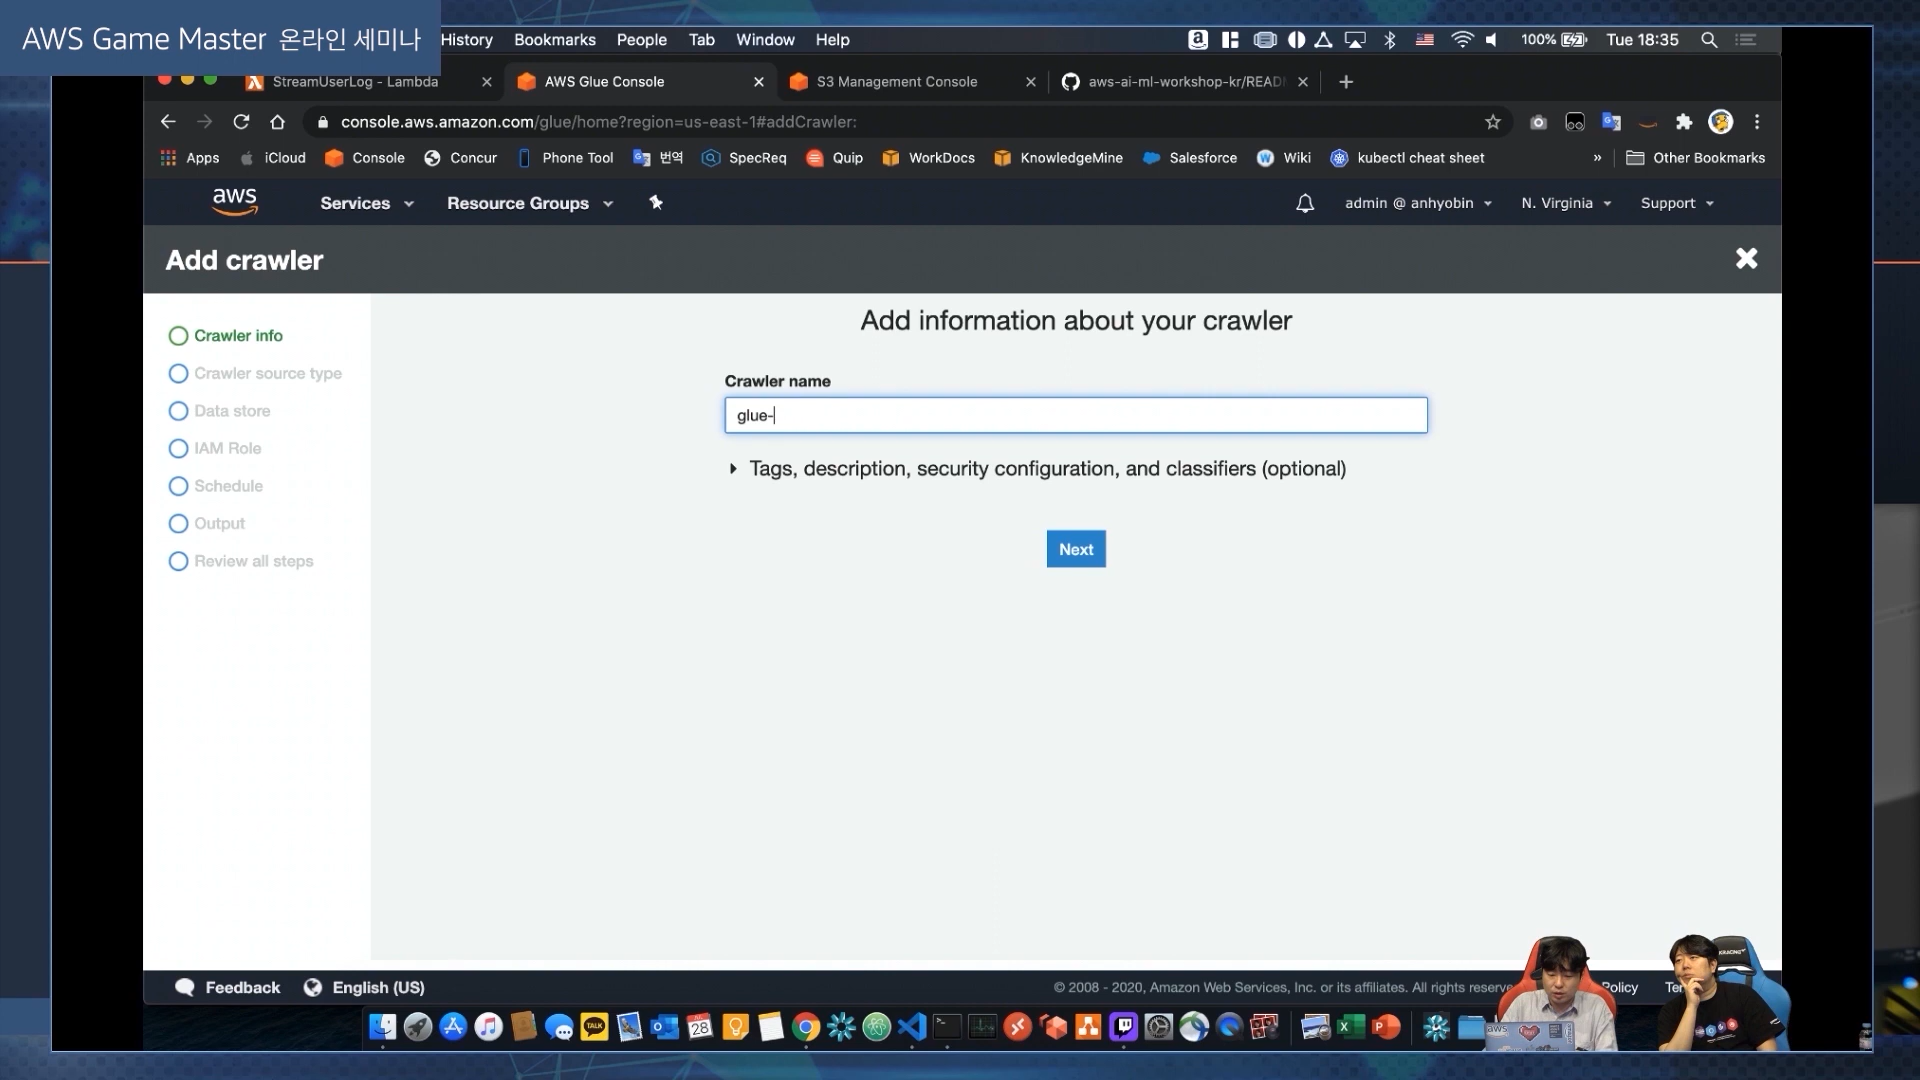 AWS Game Master 온라인 세미나
History Bookmarks People Tab Window Help
100% Tue 18:35
StreamUserLog - Lambda
AWS Glue Console
S3 Management Console
aws-ai-ml-workshop-kr/READ
console.aws.amazon.com/glue/home?region=us-east-1#addCrawler:
Apps iCloud Console Concur Phone Tool 번역 SpecReq Quip WorkDocs KnowledgeMine Salesforce Wiki kubectl cheat sheet » Other Bookmarks
aws Services Resource Groups admin @ anhyobin N. Virginia Support
Add crawler
Crawler info
Crawler source type
Data store
IAM Role
Schedule
Output
Review all steps
Add information about your crawler
Crawler name
glue-
Tags, description, security configuration, and classifiers (optional)
Next
Feedback English (US)
© 2008 - 2020, Amazon Web Services, Inc. or its affiliates. All rights reserve Policy Ter
TALK
28
aws